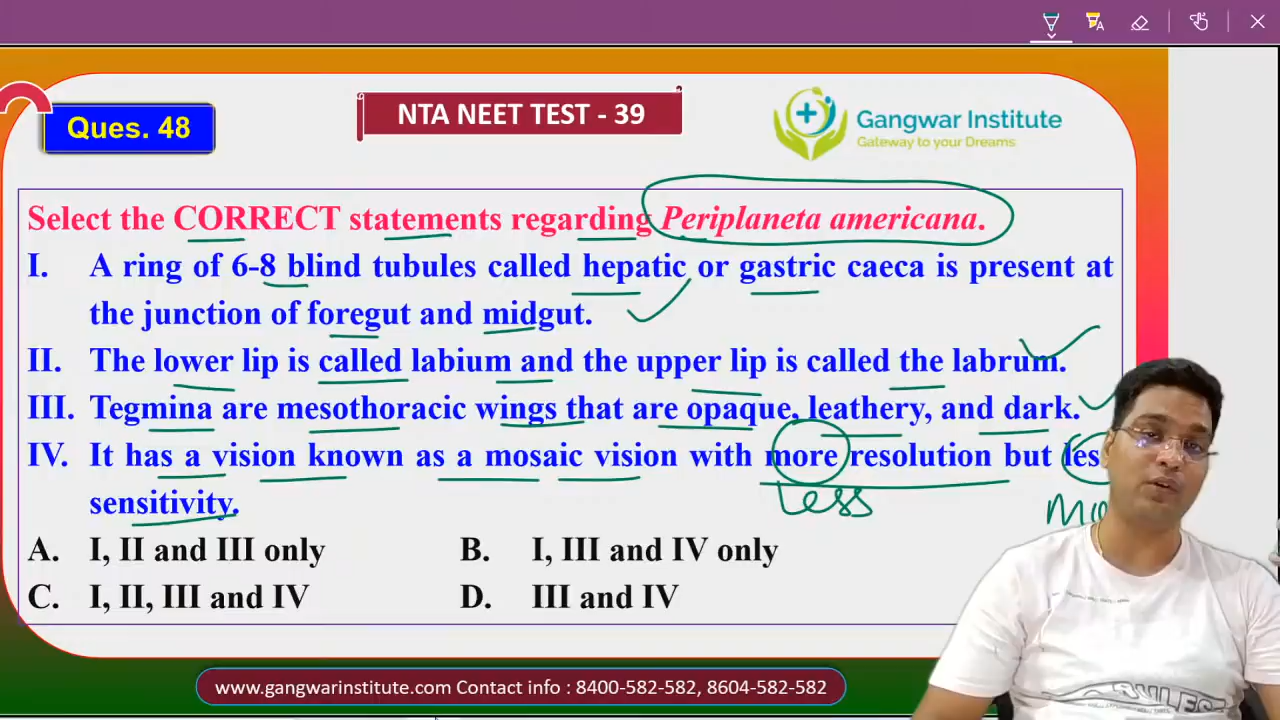 Ques. 48
NTA NEET TEST - 39
Gangwar Institute
Gateway to your Dreams
Select the CORRECT statements regarding Periplaneta americana.
I. A ring of 6-8 blind tubules called hepatic or gastric caeca is present at
the junction of foregut and midgut.
II. The lower lip is called labium and the upper lip is called the labrum.
III. Tegmina are mesothoracic wings that are opaque, leathery, and dark.
IV. It has a vision known as a mosaic vision with more resolution but les
sensitivity.
Less
A. I, II and III only B. I, III and IV only
C. I, II, III and IV D. III and IV
www.gangwarinstitute.com Contact info : 8400-582-582, 8604-582-582